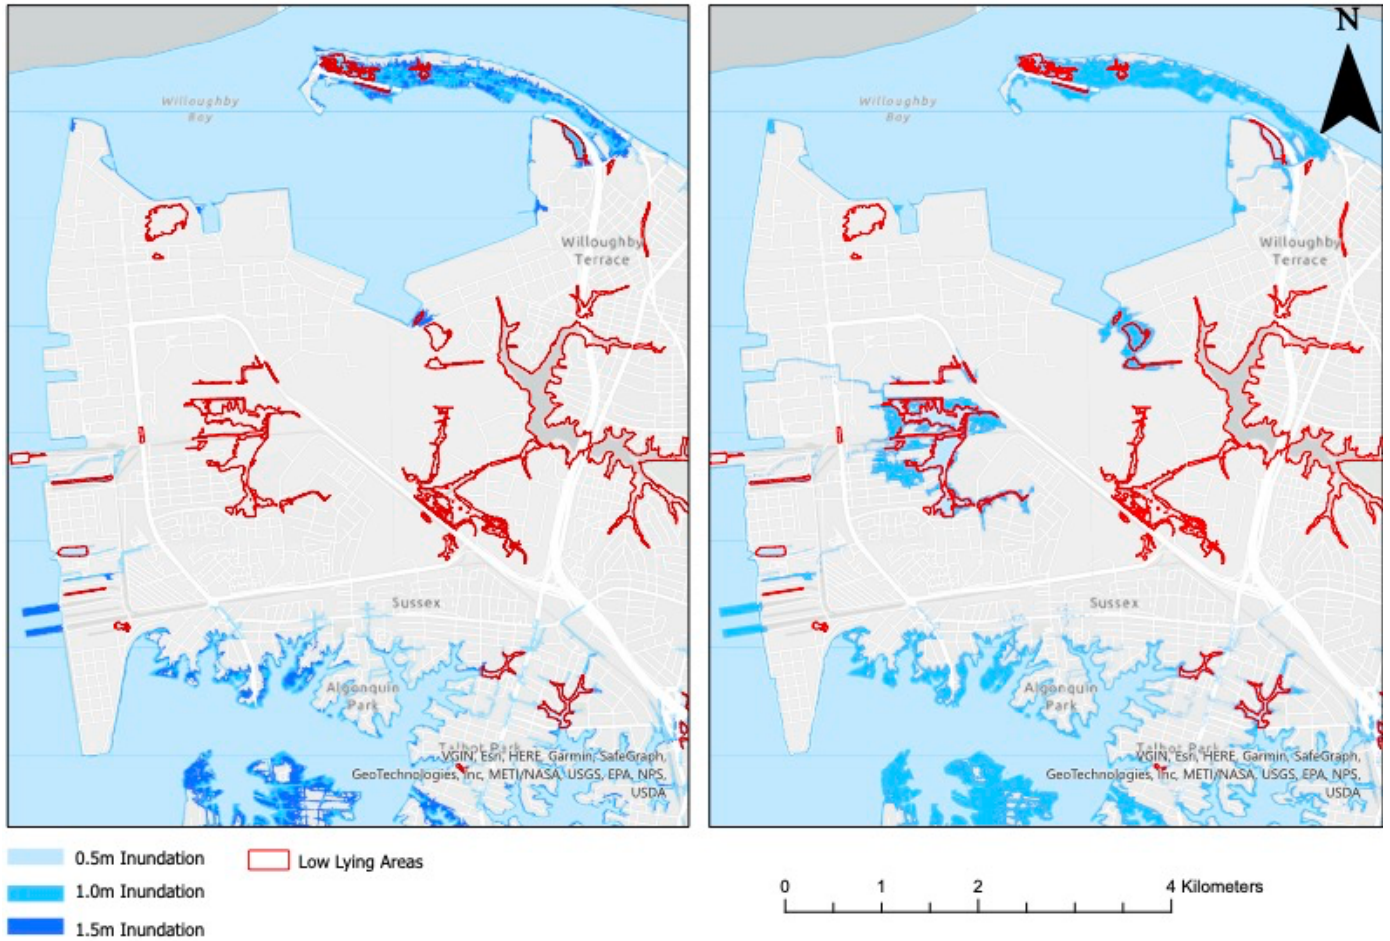 N
Willoughby
Bay
Willoughby
Bay
Willoughby
Terrace
Willoughby
Terrace
Sussex
Sussex
Algonquin
Park
Algonquin
Park
Talbot Park
VGIN, Esri, HERE, Garmin, SafeGraph,
GeoTechnologies, Inc, METI/NASA, USGS, EPA, NPS,
USDA
Talbot Park
VGIN, Esri, HERE, Garmin, SafeGraph,
GeoTechnologies, Inc, METI/NASA, USGS, EPA, NPS,
USDA
0.5m Inundation
Low Lying Areas
1.0m Inundation
1.5m Inundation
0 1 2 4 Kilometers